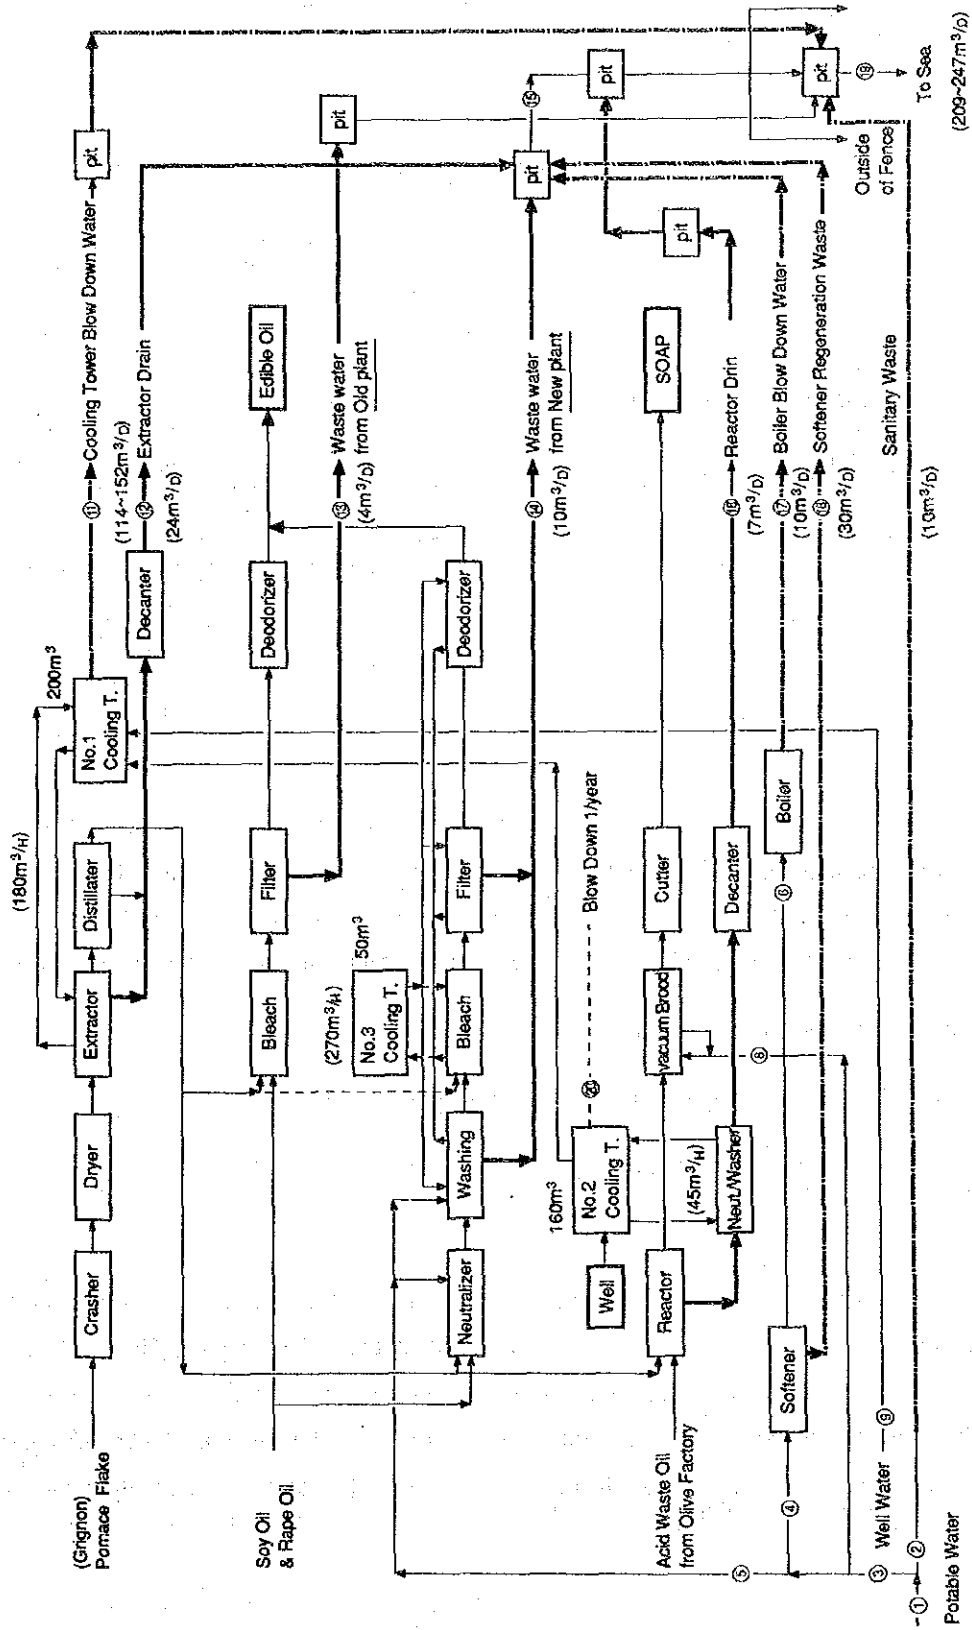 (Grignon)
Pomace Flake
Crasher
Dryer
Extractor
Distillater
(180m³/H)
No.1
Cooling T.
200m³
⑪
Cooling Tower Blow Down Water
(114~152m³/D)
pit
Decanter
⑫
Extractor Drain
(24m³/D)
Soy Oil
& Rape Oil
Bleach
Filter
Deodorizer
Edible Oil
⑬
Waste water
from Old plant
(4m³/D)
pit
No.3
Cooling T.
50m³
(270m³/H)
Neutralizer
Washing
Bleach
Filter
Deodorizer
⑭
Waste water
from New plant
(10m³/D)
pit
⑮
pit
160m³
No.2
Cooling T.
Well
⑳
Blow Down 1/year
(45m³/H)
Acid Waste Oil
from Olive Factory
Reactor
Neut./Washer
vacuum Brood
Cutter
SOAP
Decanter
⑯
Reactor Drin
(7m³/D)
pit
⑧
Softener
⑥
Boiler
⑰
Boiler Blow Down Water
(10m³/D)
⑱
Softener Regeneration Waste
(30m³/D)
④
⑤
Well Water
⑨
③
②
①
Potable Water
Sanitary Waste
(10m³/D)
Outside
of Fence
pit
⑲
To Sea
(209~247m³/D)